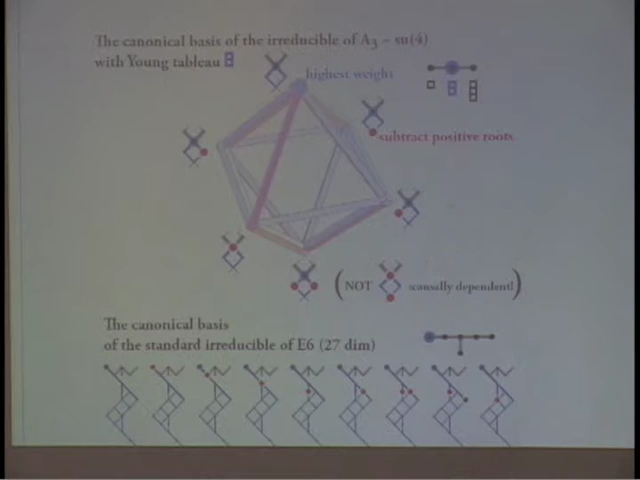 The canonical basis of the irreducible of A3 ~ su(4)
with Young tableau
highest weight
subtract positive roots
(NOT causally dependent!)
The canonical basis
of the standard irreducible of E6 (27 dim)